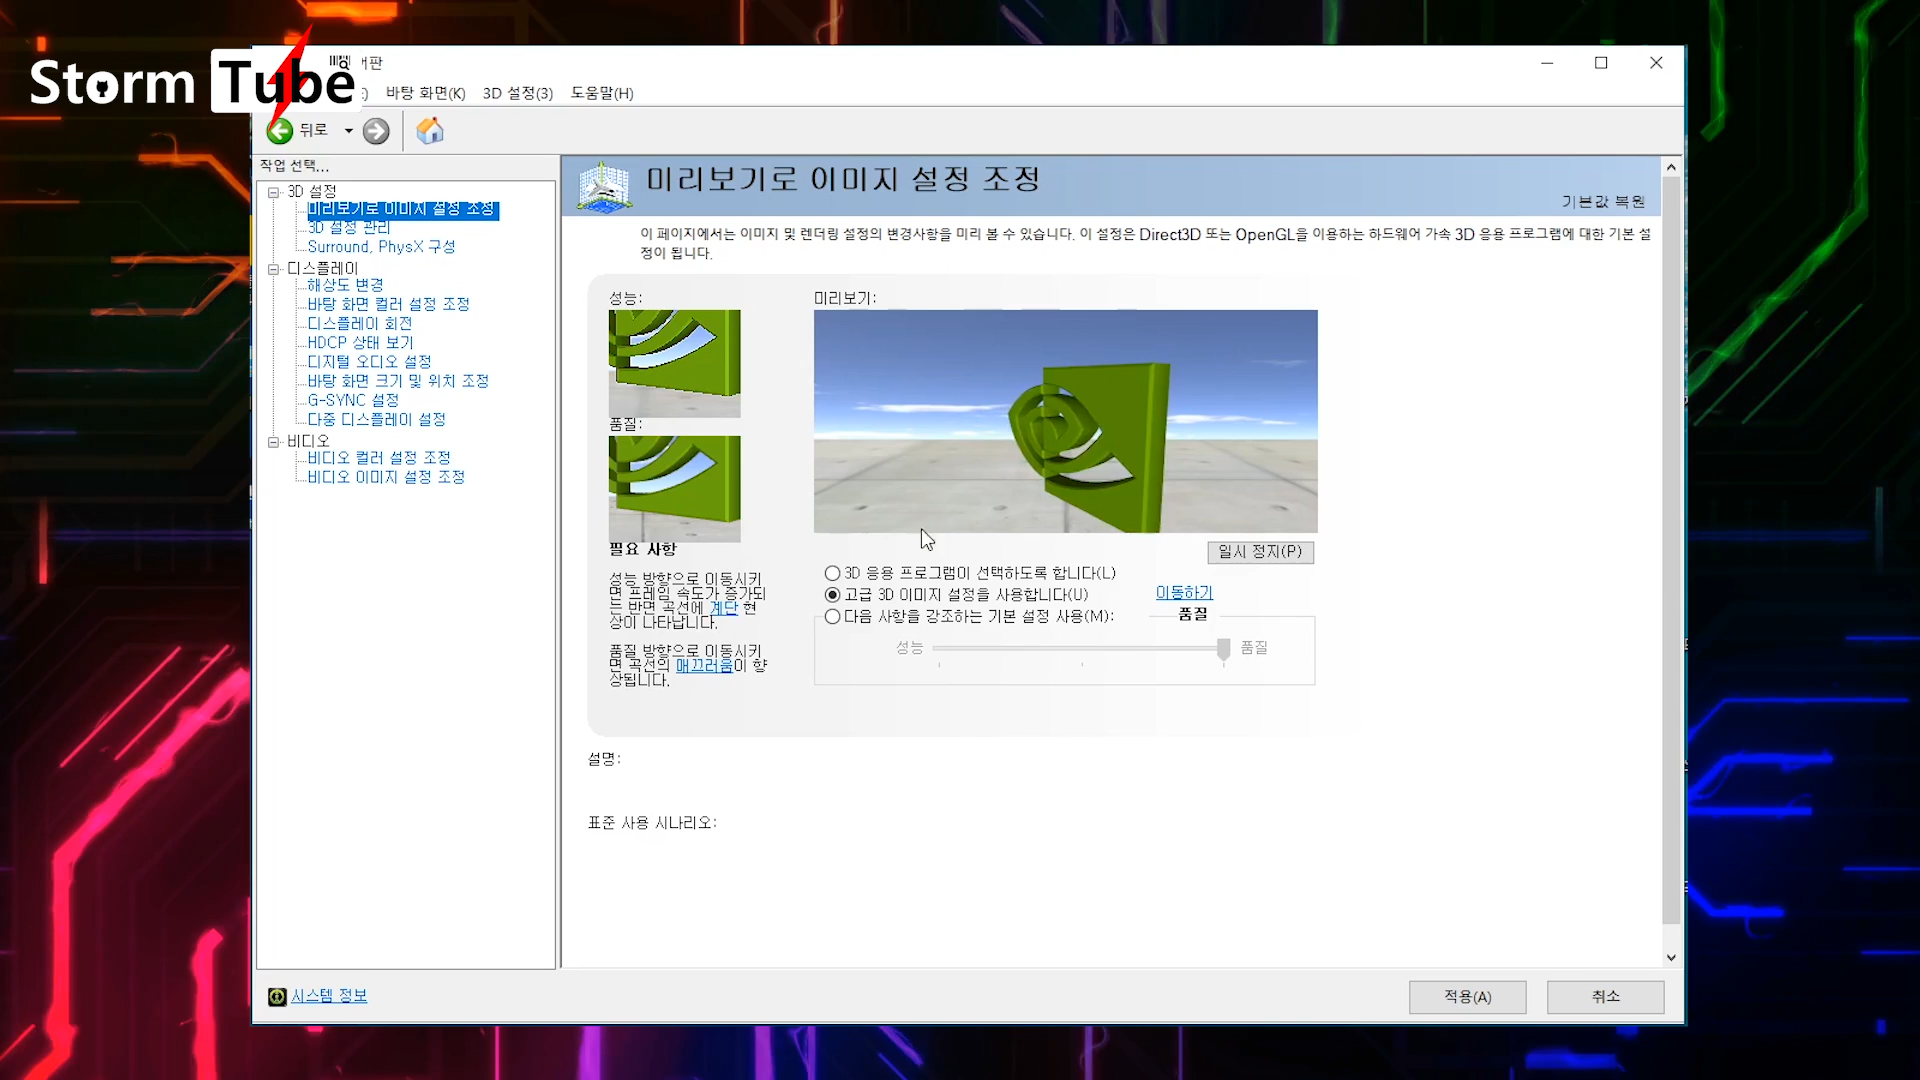 Storm Tube
어판
바탕 화면(K) 3D 설정(3) 도움말(H)
뒤로
작업 선택...
3D 설정
미리보기로 이미지 설정 조정
3D 설정 관리
Surround, PhysX 구성
디스플레이
해상도 변경
바탕 화면 컬러 설정 조정
디스플레이 회전
HDCP 상태 보기
디지털 오디오 설정
바탕 화면 크기 및 위치 조정
G-SYNC 설정
다중 디스플레이 설정
비디오
비디오 컬러 설정 조정
비디오 이미지 설정 조정
시스템 정보
미리보기로 이미지 설정 조정
기본값 복원
이 페이지에서는 이미지 및 렌더링 설정의 변경사항을 미리 볼 수 있습니다. 이 설정은 Direct3D 또는 OpenGL을 이용하는 하드웨어 가속 3D 응용 프로그램에 대한 기본 설
정이 됩니다.
성능:
품질:
필요 사항
성능 방향으로 이동시키
면 프레임 속도가 증가되
는 반면 곡선에 계단 현
상이 나타납니다.
품질 방향으로 이동시키
면 곡선의 매끄러움이 향
상됩니다.
미리보기:
일시 정지(P)
3D 응용 프로그램이 선택하도록 합니다(L)
고급 3D 이미지 설정을 사용합니다(U) 이동하기
다음 사항을 강조하는 기본 설정 사용(M): 품질
성능 품질
설명:
표준 사용 시나리오:
적용(A) 취소